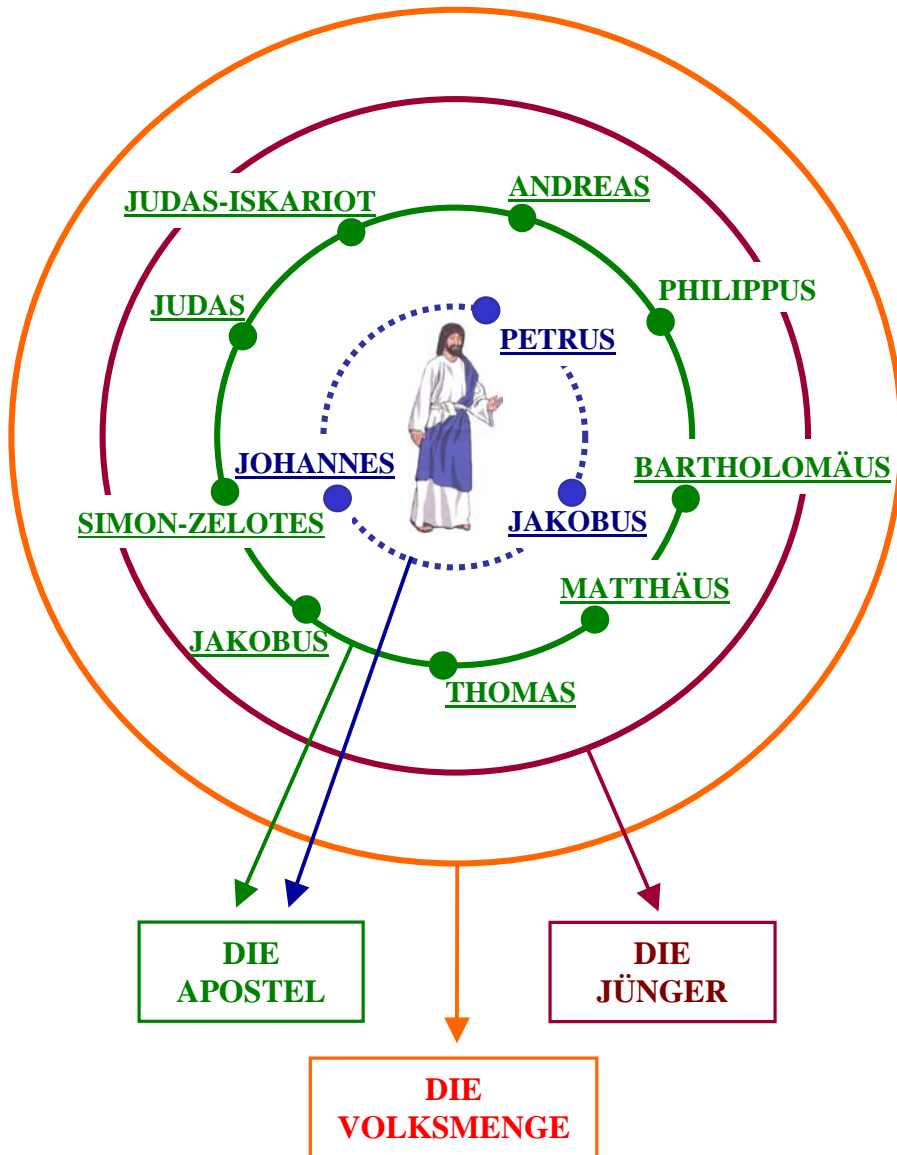 ANDREAS
JUDAS-ISKARIOT
PHILIPPUS
JUDAS
PETRUS
JOHANNES
BARTHOLOMÄUS
JAKOBUS
SIMON-ZELOTES
MATTHÄUS
JAKOBUS
THOMAS
DIE
APOSTEL
DIE
JÜNGER
DIE
VOLKSMENGE